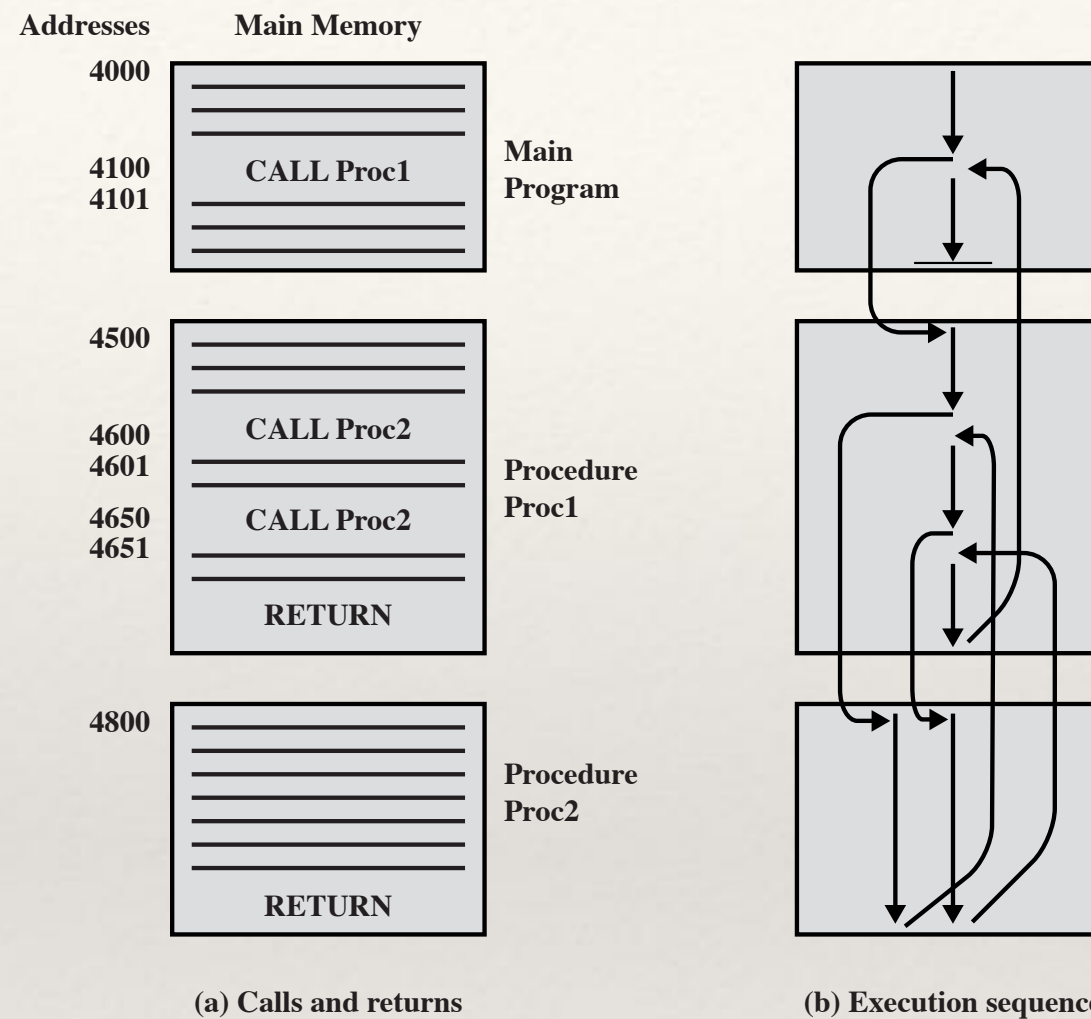 Addresses
Main Memory
4000
4100
4101
CALL Proc1
Main
Program
4500
4600
4601
4650
4651
CALL Proc2
CALL Proc2
RETURN
Procedure
Proc1
4800
RETURN
Procedure
Proc2
(a) Calls and returns
(b) Execution sequenc